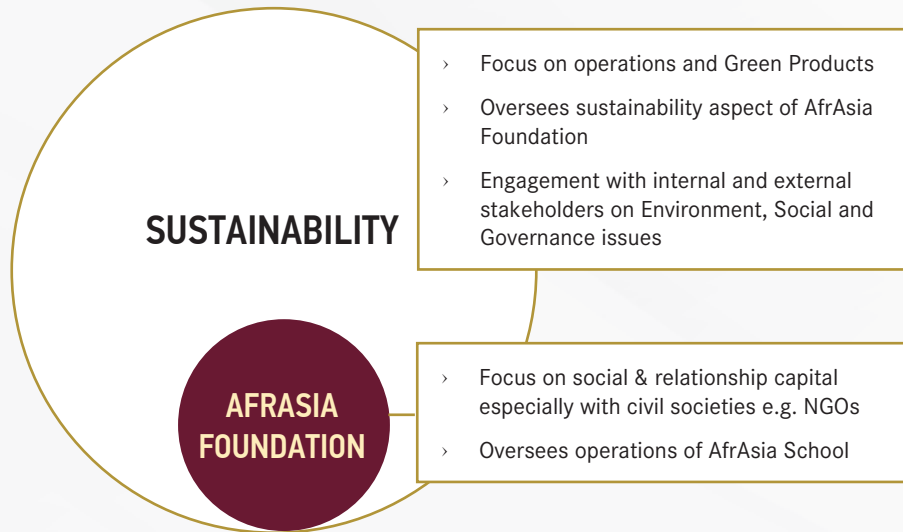 › Focus on operations and Green Products
› Oversees sustainability aspect of AfrAsia
Foundation
› Engagement with internal and external
stakeholders on Environment, Social and
Governance issues
SUSTAINABILITY
› Focus on social & relationship capital
especially with civil societies e.g. NGOs
› Oversees operations of AfrAsia School
AFRASIA
FOUNDATION